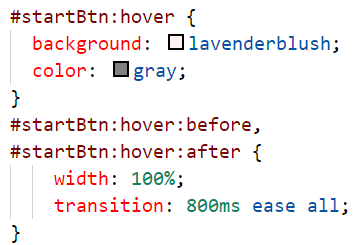 #startBtn:hover {
  background: lavenderblush;
  color: gray;
}
#startBtn:hover:before,
#startBtn:hover:after {
    width: 100%;
    transition: 800ms ease all;
}